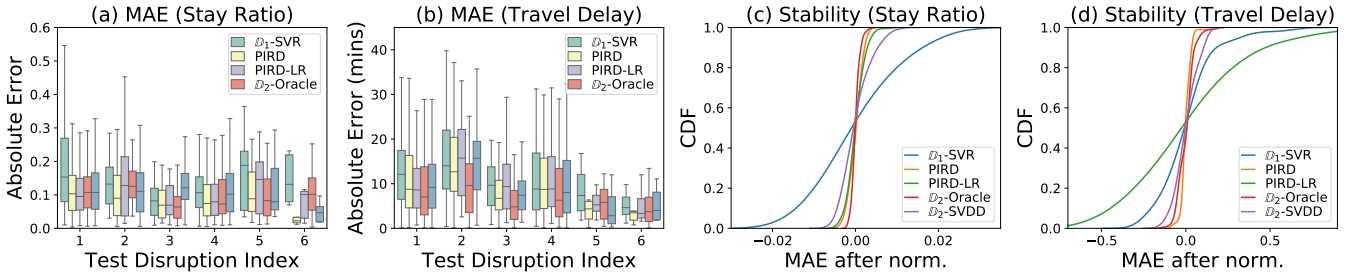 (a) MAE (Stay Ratio)
Absolute Error
0.6
0.5
0.4
0.3
0.2
0.1
0.0
𝔻₁-SVR
PIRD
PIRD-LR
𝔻₂-Oracle
1 2 3 4 5 6
Test Disruption Index
(b) MAE (Travel Delay)
Absolute Error (mins)
40
30
20
10
0
𝔻₁-SVR
PIRD
PIRD-LR
𝔻₂-Oracle
1 2 3 4 5 6
Test Disruption Index
(c) Stability (Stay Ratio)
CDF
1.0
0.8
0.6
0.4
0.2
0.0
𝔻₁-SVR
PIRD
PIRD-LR
𝔻₂-Oracle
𝔻₂-SVDD
−0.02 0.00 0.02
MAE after norm.
(d) Stability (Travel Delay)
CDF
1.0
0.8
0.6
0.4
0.2
0.0
𝔻₁-SVR
PIRD
PIRD-LR
𝔻₂-Oracle
𝔻₂-SVDD
−0.5 0.0 0.5
MAE after norm.